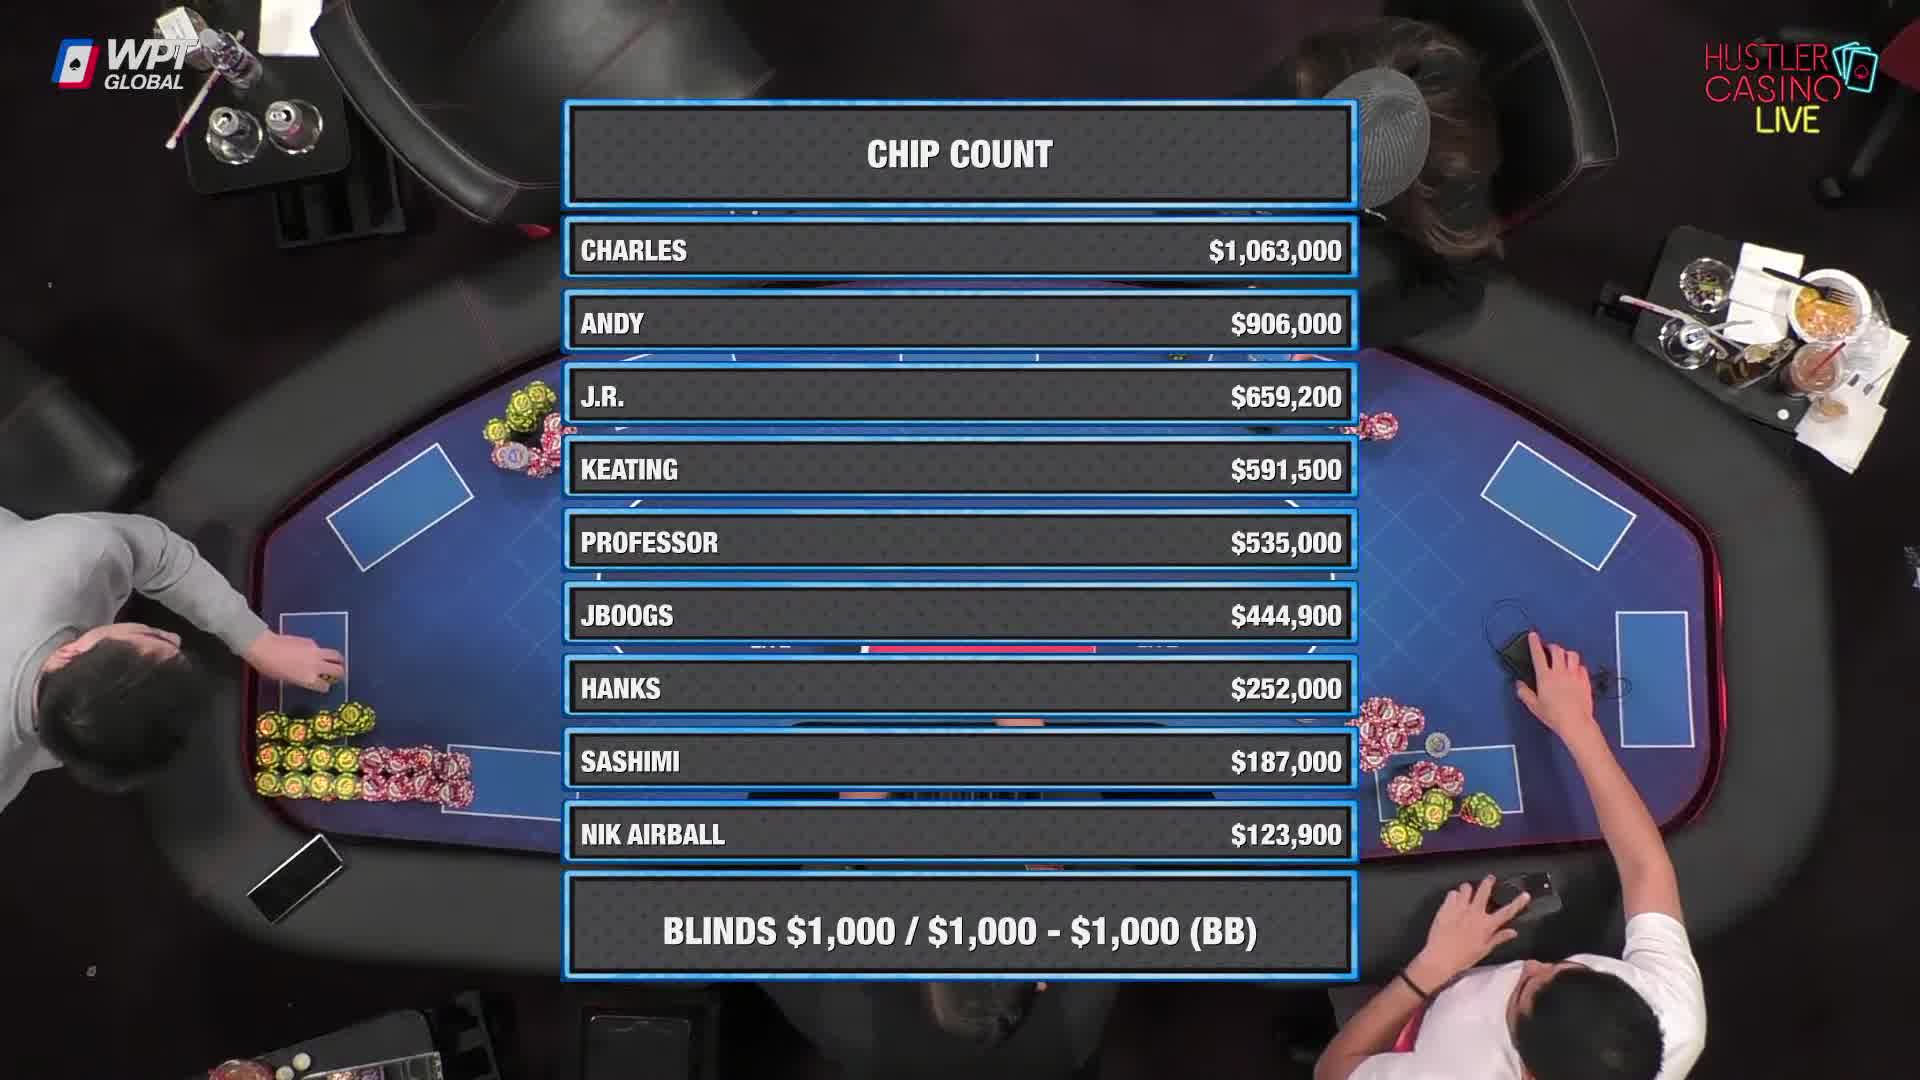 WPT
GLOBAL
HUSTLER
CASINO
LIVE
CHIP COUNT
CHARLES $1,063,000
ANDY $906,000
J.R. $659,200
KEATING $591,500
PROFESSOR $535,000
JBOOGS $444,900
HANKS $252,000
SASHIMI $187,000
NIK AIRBALL $123,900
BLINDS $1,000 / $1,000 - $1,000 (BB)